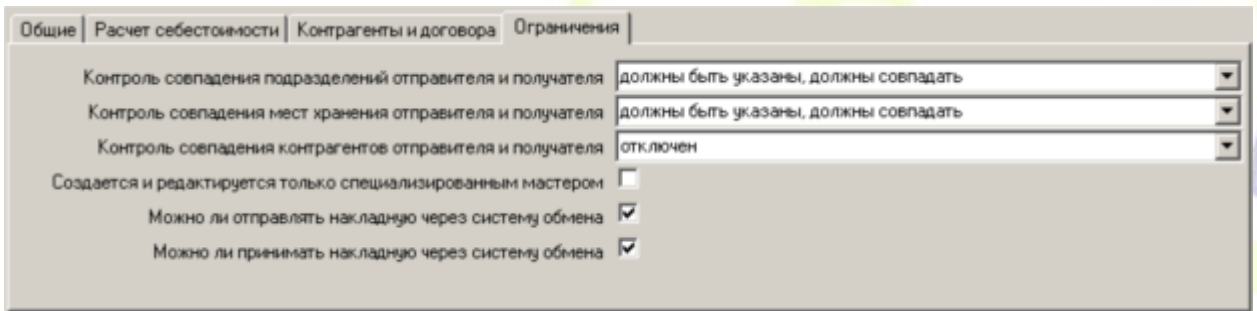 Общие Расчет себестоимости Контрагенты и договора Ограничения
Контроль совпадения подразделений отправителя и получателя должны быть указаны, должны совпадать
Контроль совпадения мест хранения отправителя и получателя должны быть указаны, должны совпадать
Контроль совпадения контрагентов отправителя и получателя отключен
Создается и редактируется только специализированным мастером
Можно ли отправлять накладную через систему обмена
Можно ли принимать накладную через систему обмена